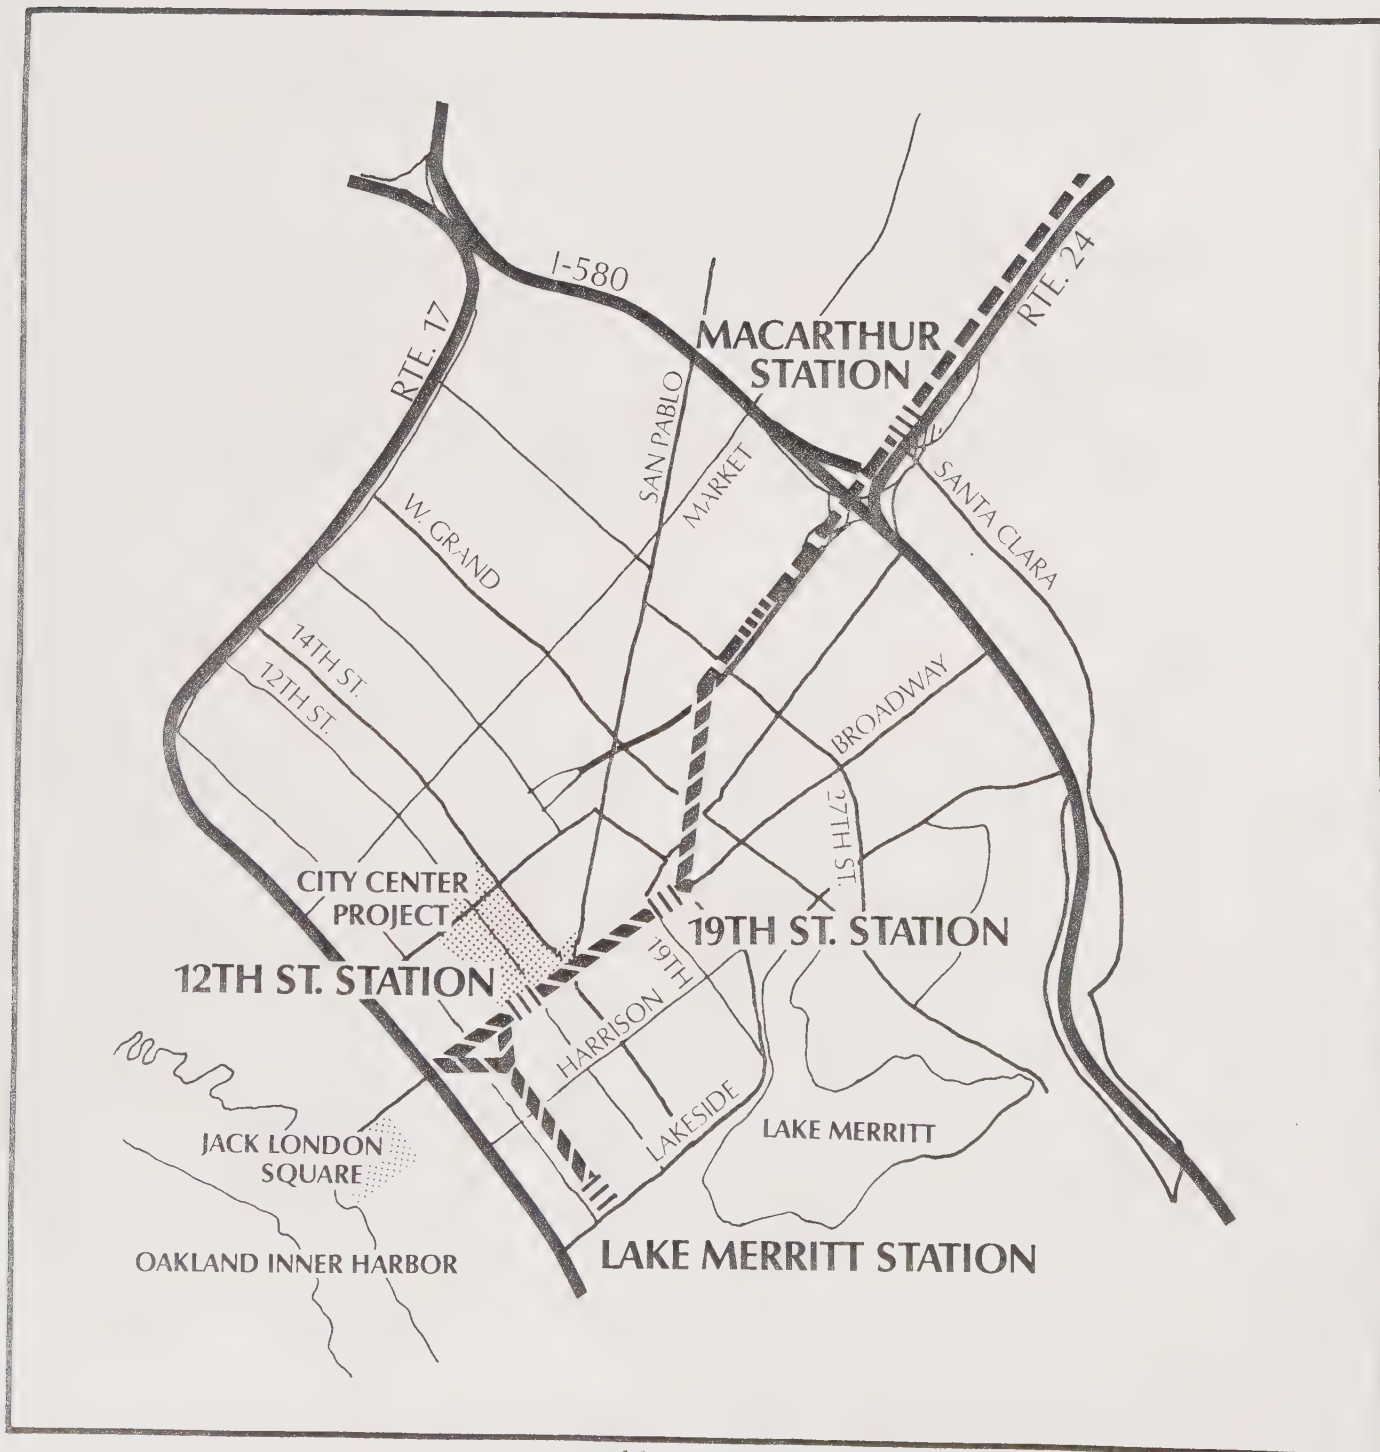 I-580
RTE. 24
RTE. 17
MACARTHUR
STATION
SAN PABLO
MARKET
SANTA CLARA
W. GRAND
14TH ST.
12TH ST.
BROADWAY
27TH ST.
CITY CENTER
PROJECT
19TH ST. STATION
19TH
12TH ST. STATION
HARRISON
LAKESIDE
LAKE MERRITT
JACK LONDON
SQUARE
OAKLAND INNER HARBOR
LAKE MERRITT STATION